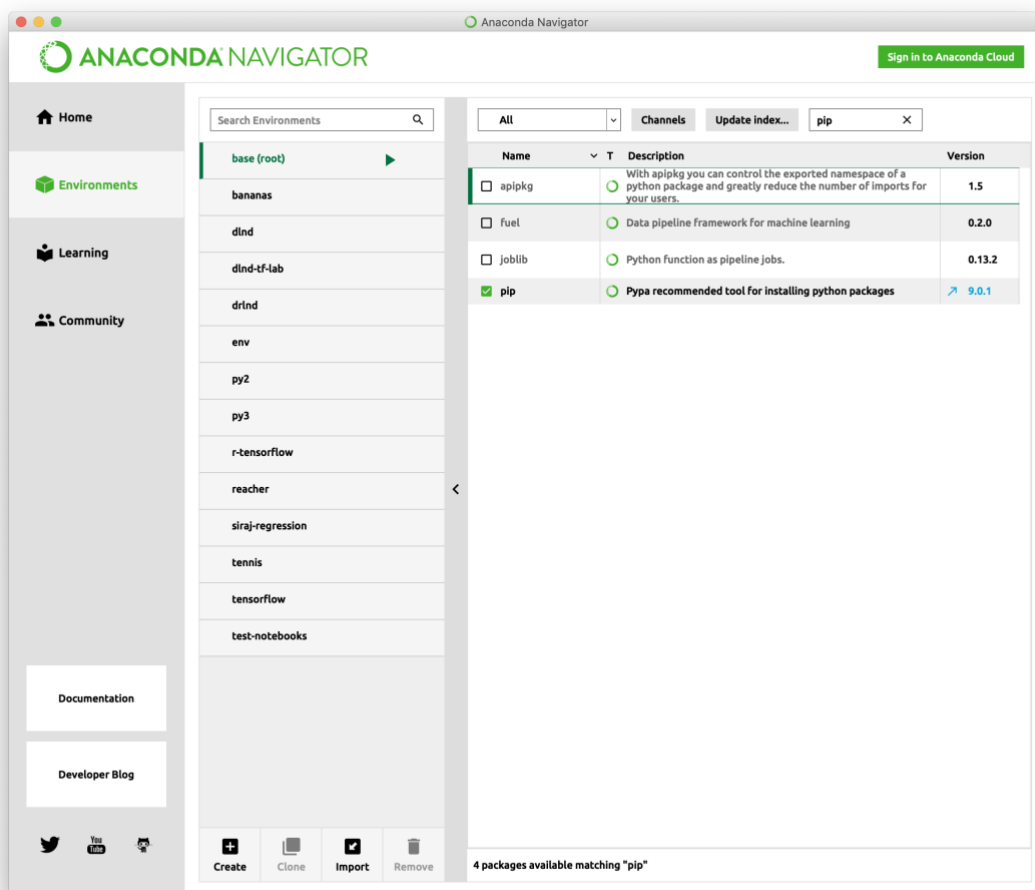 Anaconda Navigator
ANACONDA NAVIGATOR
Sign in to Anaconda Cloud
Home
Environments
Learning
Community
Documentation
Developer Blog
You
Tube
Search Environments
base (root)
bananas
dlnd
dlnd-tf-lab
drlnd
env
py2
py3
r-tensorflow
reacher
siraj-regression
tennis
tensorflow
test-notebooks
Create
Clone
Import
Remove
All
Channels
Update index...
pip
Name T Description Version
apipkg
With apipkg you can control the exported namespace of a
python package and greatly reduce the number of imports for
your users.
1.5
fuel Data pipeline framework for machine learning 0.2.0
joblib Python function as pipeline jobs. 0.13.2
pip Pypa recommended tool for installing python packages 9.0.1
4 packages available matching "pip"